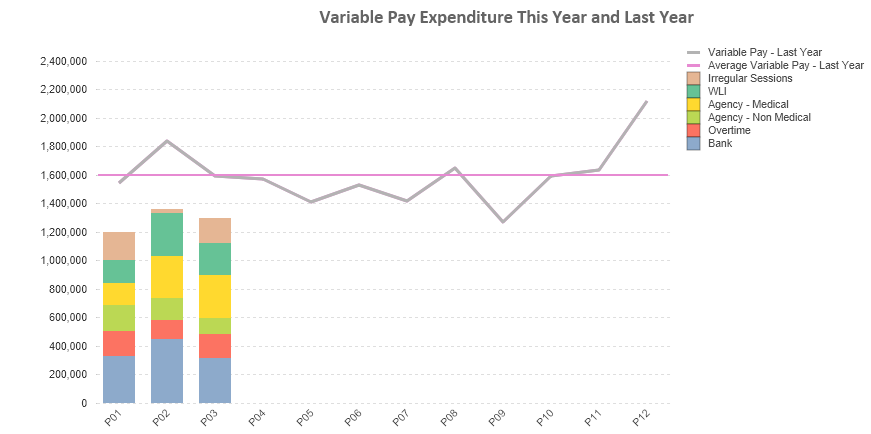 Variable Pay Expenditure This Year and Last Year
Variable Pay - Last Year
Average Variable Pay - Last Year
Irregular Sessions
WLI
Agency - Medical
Agency - Non Medical
Overtime
Bank
2,400,000
2,200,000
2,000,000
1,800,000
1,600,000
1,400,000
1,200,000
1,000,000
800,000
600,000
400,000
200,000
0
P01 P02 P03 P04 P05 P06 P07 P08 P09 P10 P11 P12